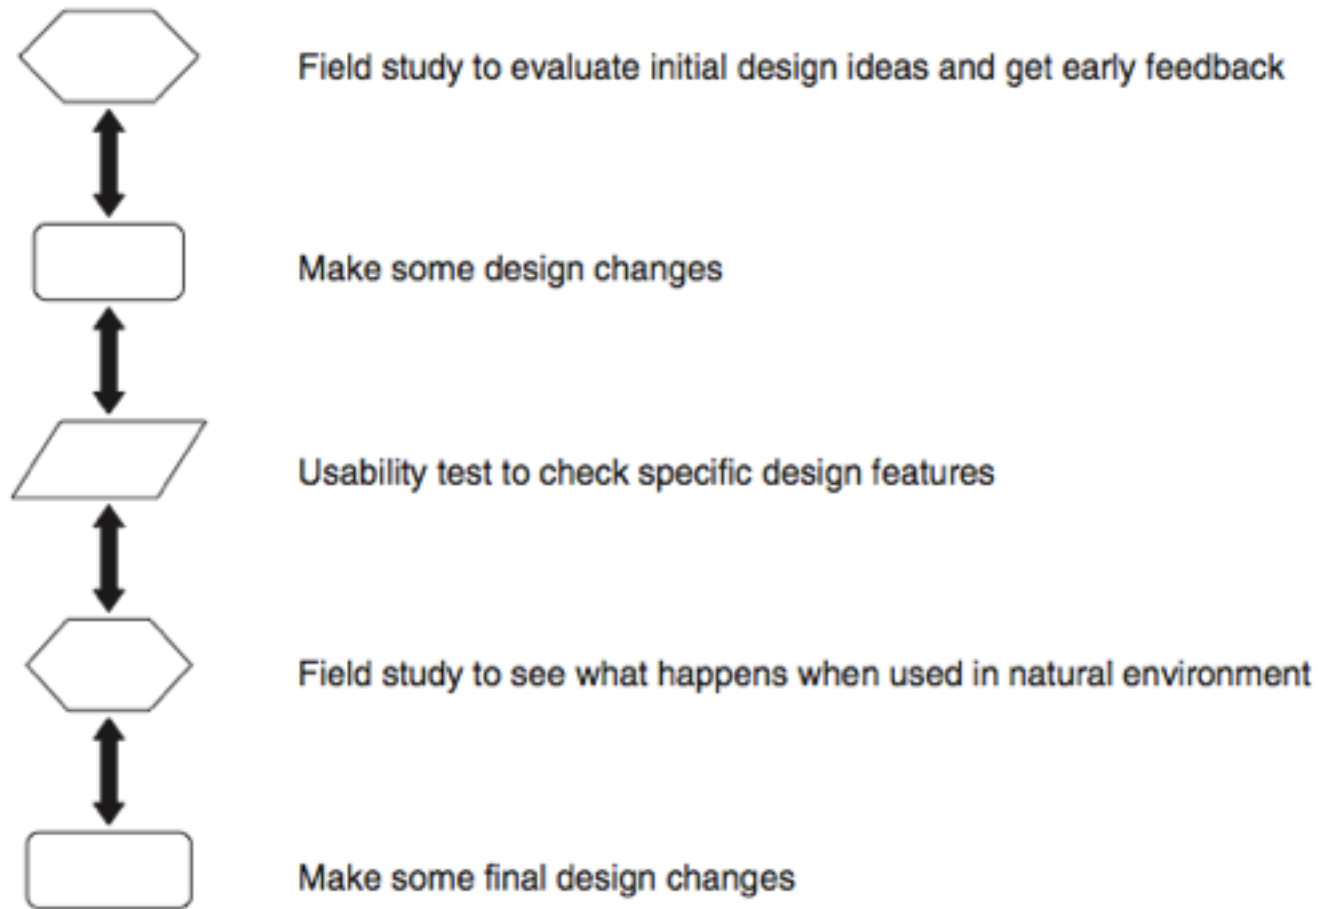 Field study to evaluate initial design ideas and get early feedback
Make some design changes
Usability test to check specific design features
Field study to see what happens when used in natural environment
Make some final design changes